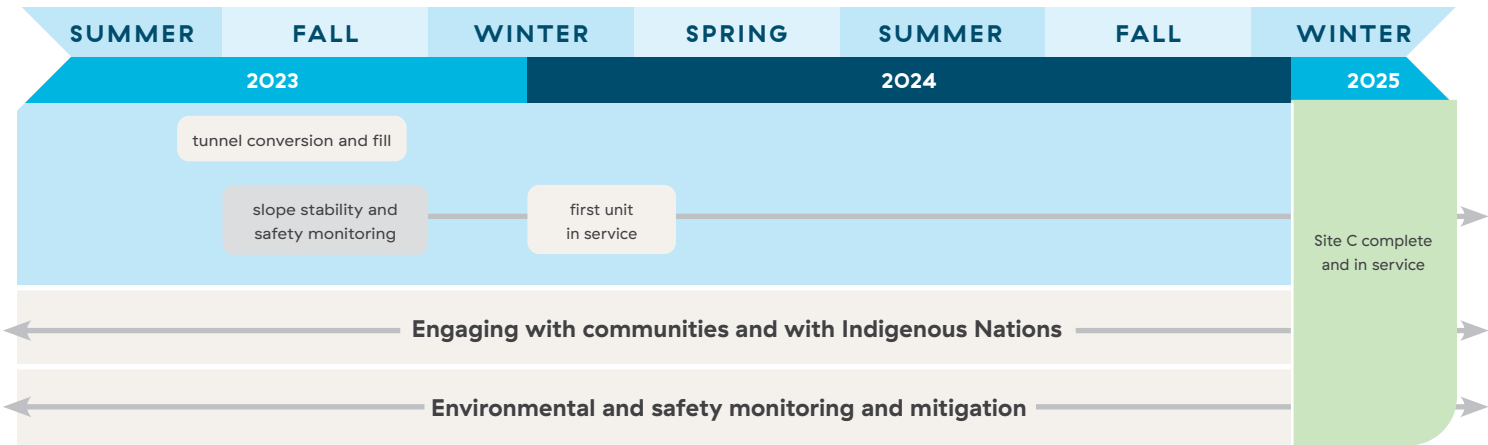 SUMMER FALL WINTER SPRING SUMMER FALL WINTER
2023 2024 2025
tunnel conversion and fill
slope stability and
safety monitoring
first unit
in service
Site C complete
and in service
Engaging with communities and with Indigenous Nations
Environmental and safety monitoring and mitigation